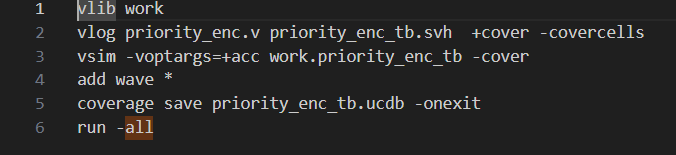 1 vlib work
2 vlog priority_enc.v priority_enc_tb.svh  +cover -covercells
3 vsim -voptargs=+acc work.priority_enc_tb -cover
4 add wave *
5 coverage save priority_enc_tb.ucdb -onexit
6 run -all